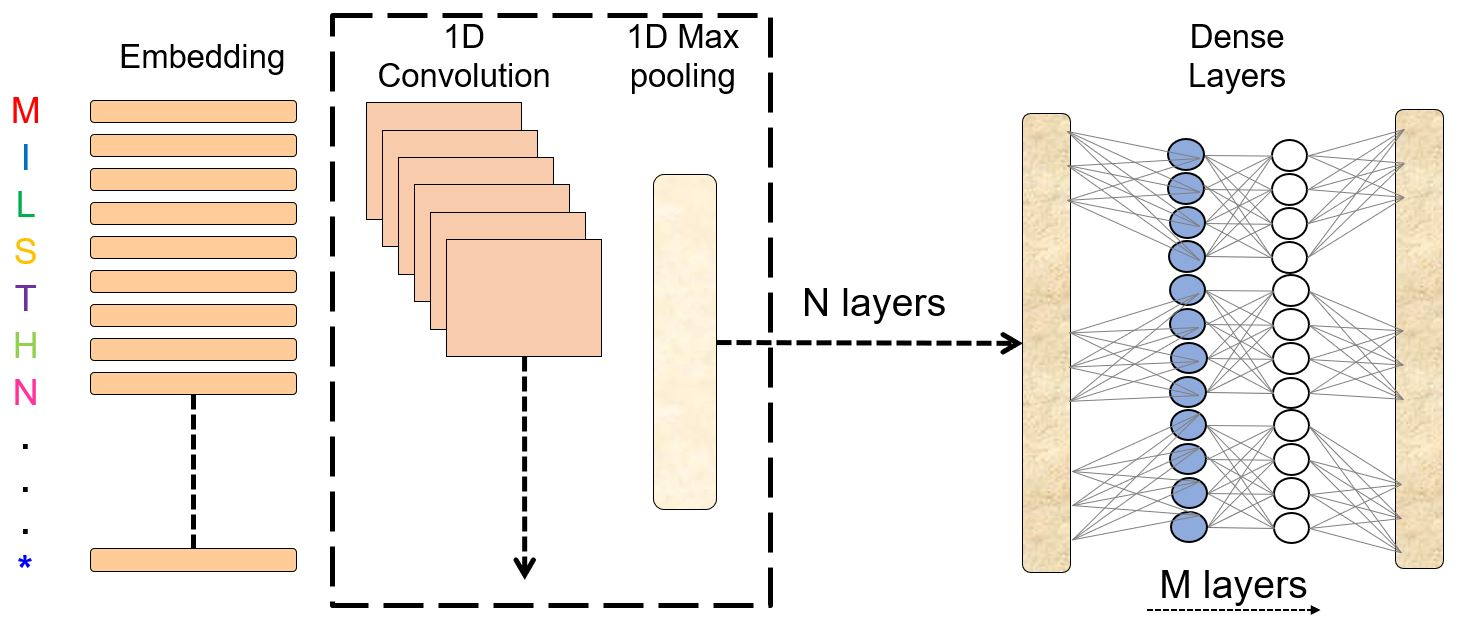 Embedding
1D
Convolution
1D Max
pooling
Dense
Layers
M
I
L
S
T
H
N
.
.
.
*
N layers
M layers